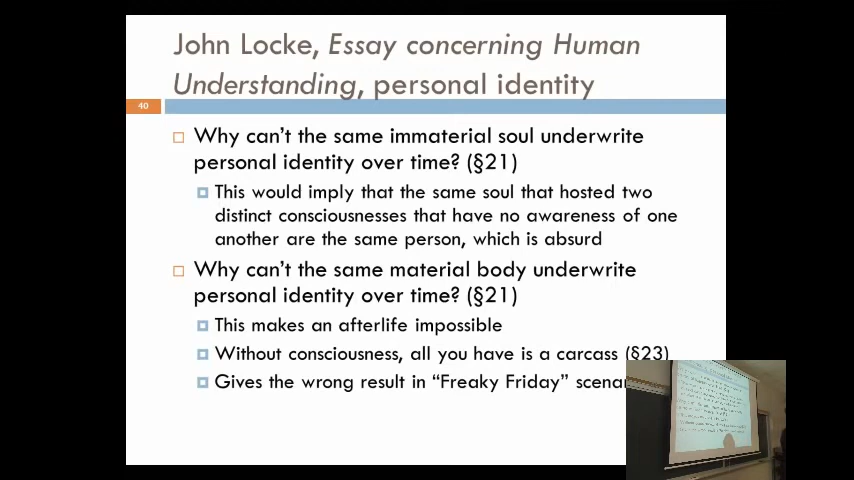 John Locke, Essay concerning Human
Understanding, personal identity
40
Why can't the same immaterial soul underwrite
personal identity over time? (§21)
This would imply that the same soul that hosted two
distinct consciousnesses that have no awareness of one
another are the same person, which is absurd
Why can't the same material body underwrite
personal identity over time? (§21)
This makes an afterlife impossible
Without consciousness, all you have is a carcass (§23)
Gives the wrong result in "Freaky Friday"